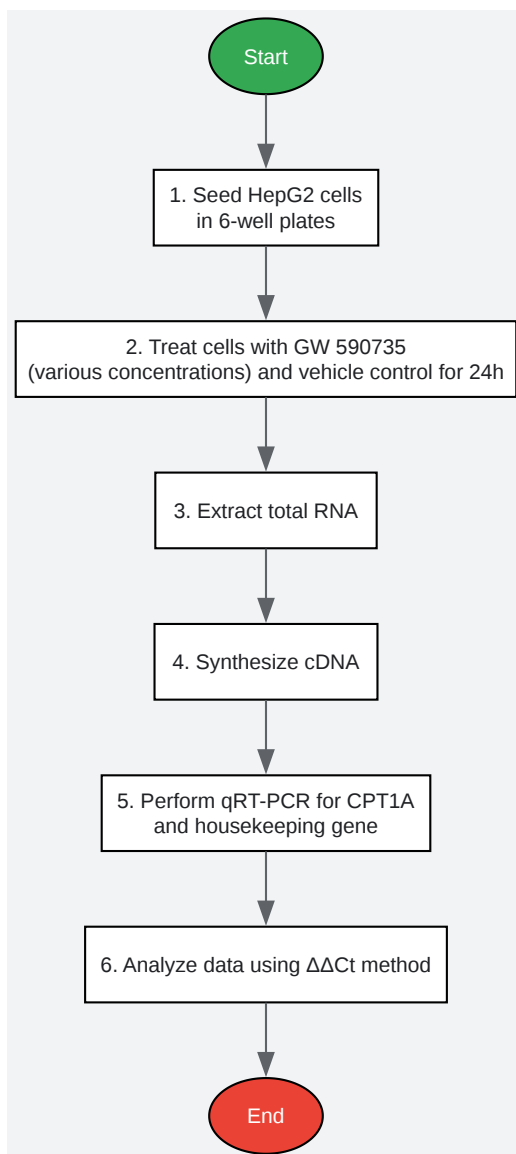 Start
1. Seed HepG2 cells
in 6-well plates
2. Treat cells with GW 590735
(various concentrations) and vehicle control for 24h
3. Extract total RNA
4. Synthesize cDNA
5. Perform qRT-PCR for CPT1A
and housekeeping gene
6. Analyze data using ΔΔCt method
End